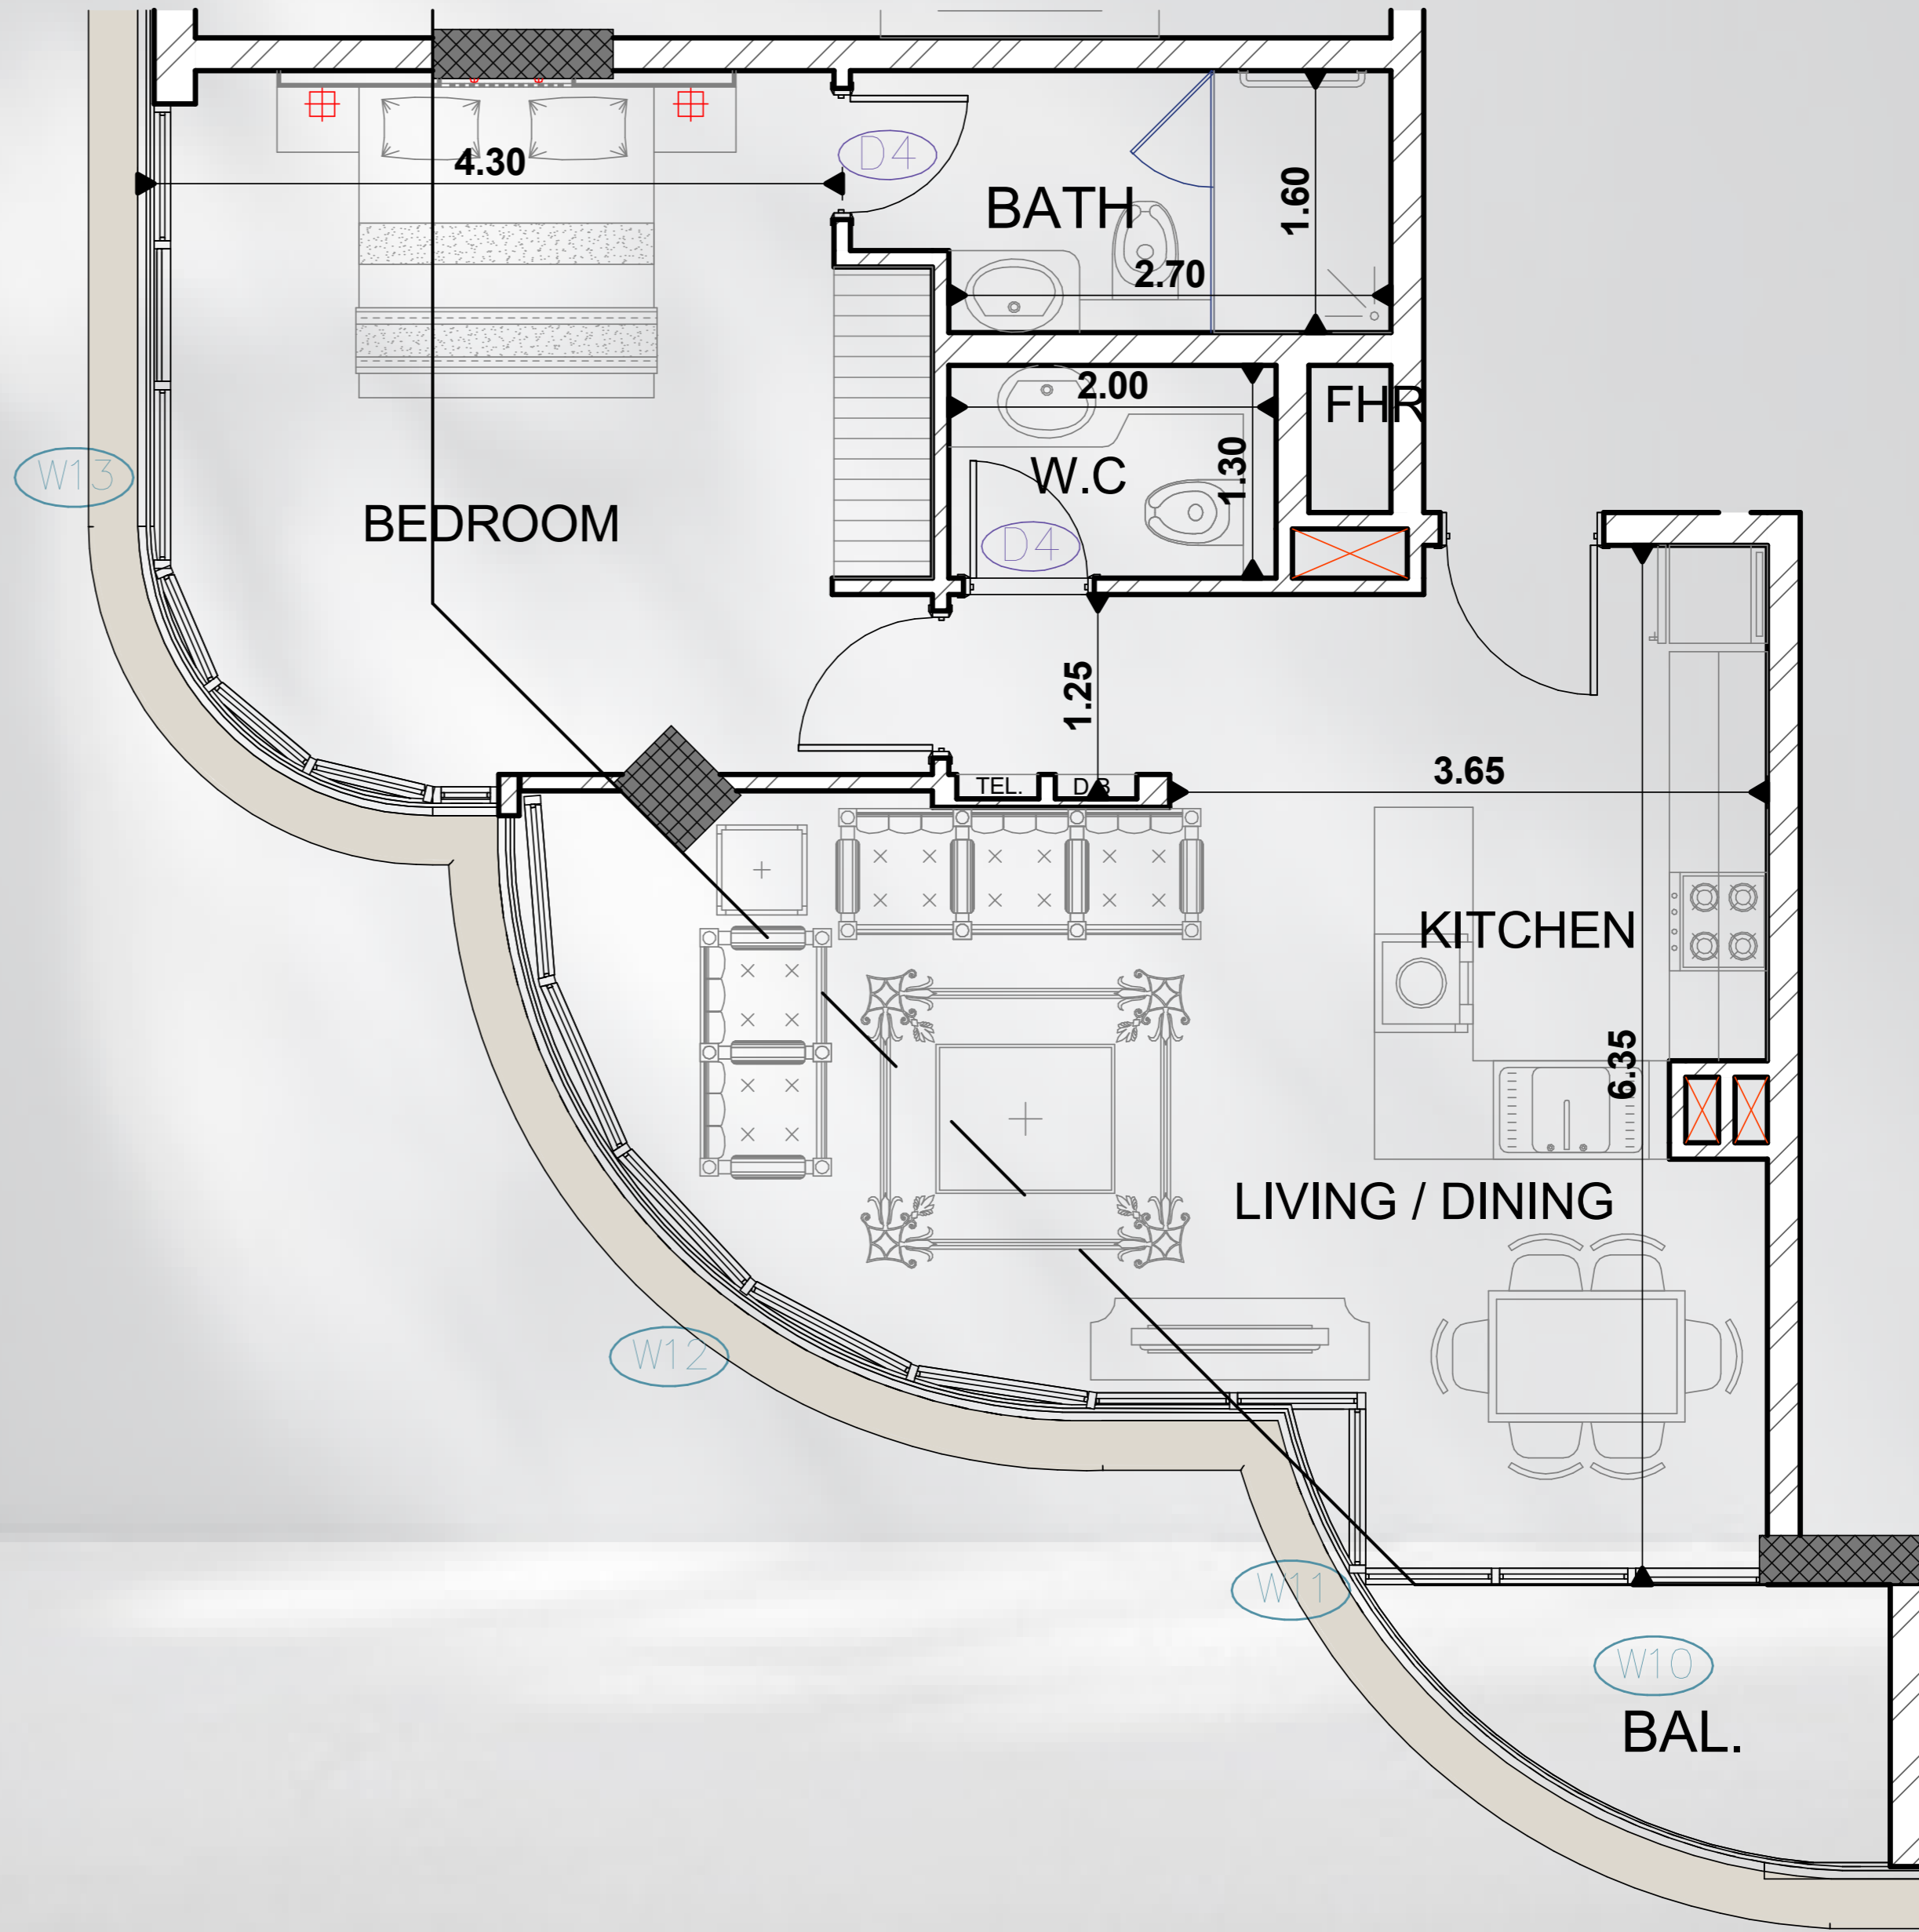 4.30
D4
BATH
1.60
2.70
2.00
FHR
W.C
1.30
W13
BEDROOM
D4
1.25
3.65
TEL.
D.B
KITCHEN
6.35
LIVING / DINING
W12
W11
W10
BAL.